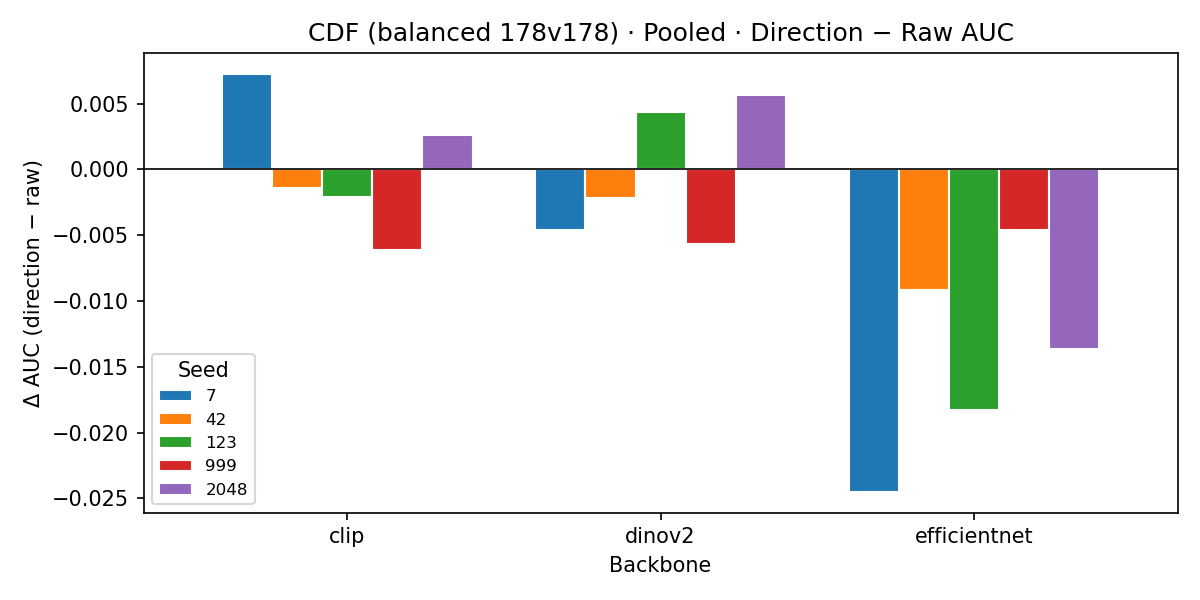 CDF (balanced 178v178) · Pooled · Direction − Raw AUC
Δ AUC (direction − raw)
0.005
0.000
−0.005
−0.010
−0.015
−0.020
−0.025
Seed
7
42
123
999
2048
clip
dinov2
efficientnet
Backbone